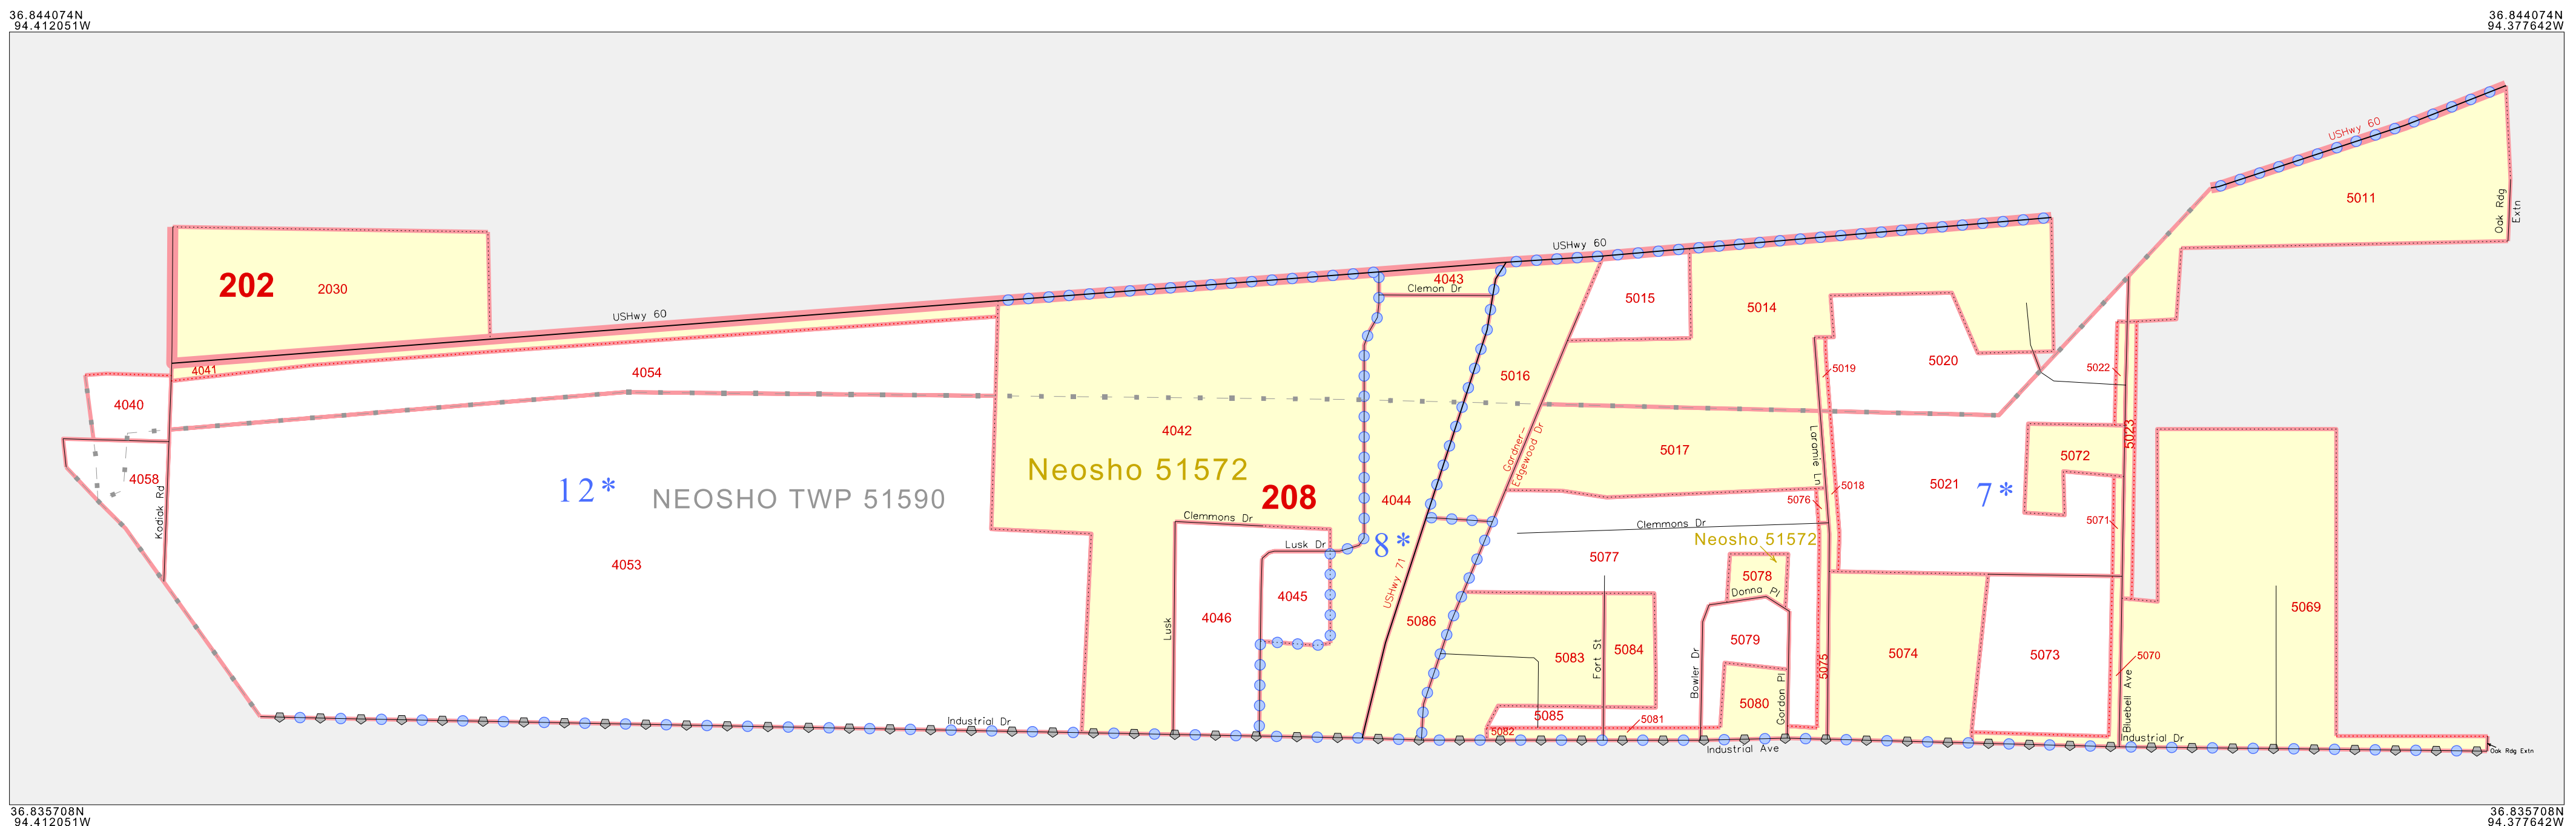 36.844074N
94.412051W
36.844074N
94.377642W
USHwy 60
5011
Oak Rdg
Extn
202
2030
USHwy 60
USHwy 60
4043
Clemon Dr
5015
5014
4041
4054
4040
5016
5019
5020
5022
4042
Neosho 51572
208
4044
Gardner-
Edgewood Dr
5017
Laramie Ln
5018
5021
7*
5072
5023
4058
Kodiak Rd
12*
NEOSHO TWP 51590
5076
5071
Clemmons Dr
Clemmons Dr
Lusk Dr
8*
Neosho 51572
5077
5078
Donna Pl
4053
4045
4046
Lusk
USHwy 71
5086
5069
5083
Fort St
5084
5079
Bowler Dr
5075
5074
5073
5070
Bluebell Ave
5080
Gordon Pl
5085
5081
5082
Industrial Dr
Industrial Ave
Industrial Dr
Oak Rdg Extn
36.835708N
94.412051W
36.835708N
94.377642W